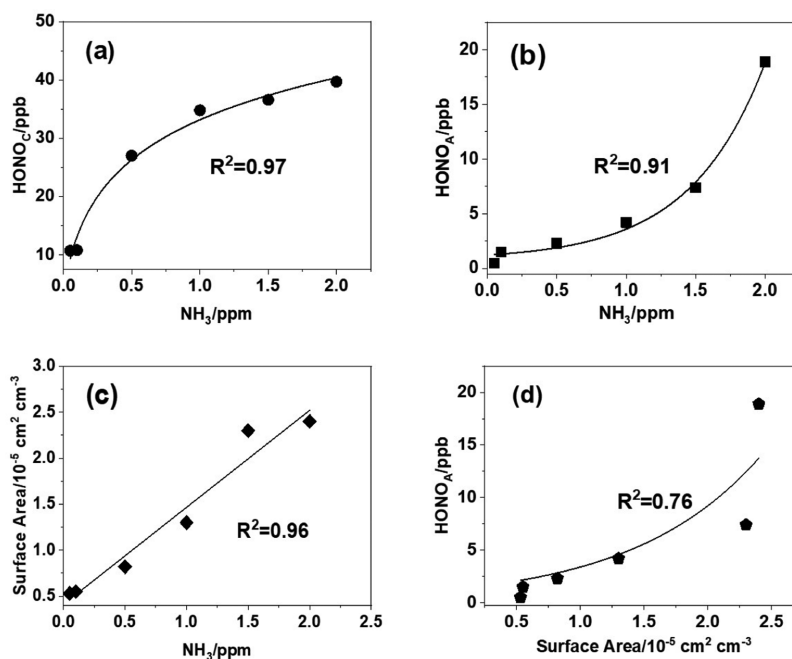 (a)
HONOC/ppb
50
40
30
20
10
R²=0.97
0.0 0.5 1.0 1.5 2.0
NH3/ppm
(b)
HONOA/ppb
20
15
10
5
0
R²=0.91
0.0 0.5 1.0 1.5 2.0
NH3/ppm
(c)
Surface Area/10⁻⁵ cm² cm⁻³
3.0
2.5
2.0
1.5
1.0
0.5
R²=0.96
0.0 0.5 1.0 1.5 2.0 2.5
NH3/ppm
(d)
HONOA/ppb
20
15
10
5
0
R²=0.76
0.5 1.0 1.5 2.0 2.5
Surface Area/10⁻⁵ cm² cm⁻³